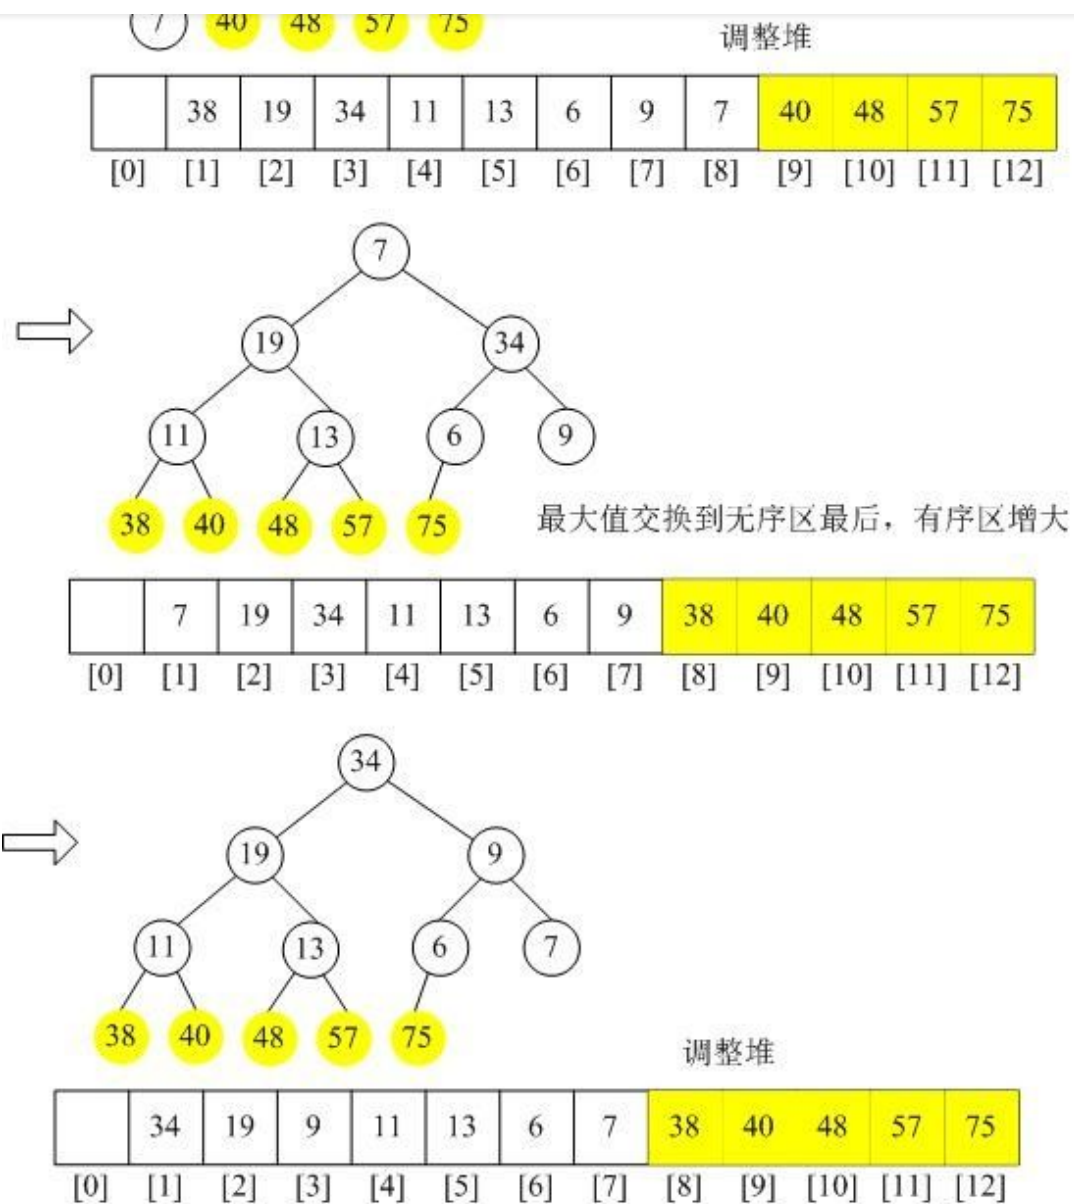 7 40 48 57 75
调整堆
38 19 34 11 13 6 9 7 40 48 57 75
[0] [1] [2] [3] [4] [5] [6] [7] [8] [9] [10] [11] [12]
7
19 34
11 13 6 9
38 40 48 57 75
最大值交换到无序区最后，有序区增大
7 19 34 11 13 6 9 38 40 48 57 75
[0] [1] [2] [3] [4] [5] [6] [7] [8] [9] [10] [11] [12]
34
19 9
11 13 6 7
38 40 48 57 75
调整堆
34 19 9 11 13 6 7 38 40 48 57 75
[0] [1] [2] [3] [4] [5] [6] [7] [8] [9] [10] [11] [12]